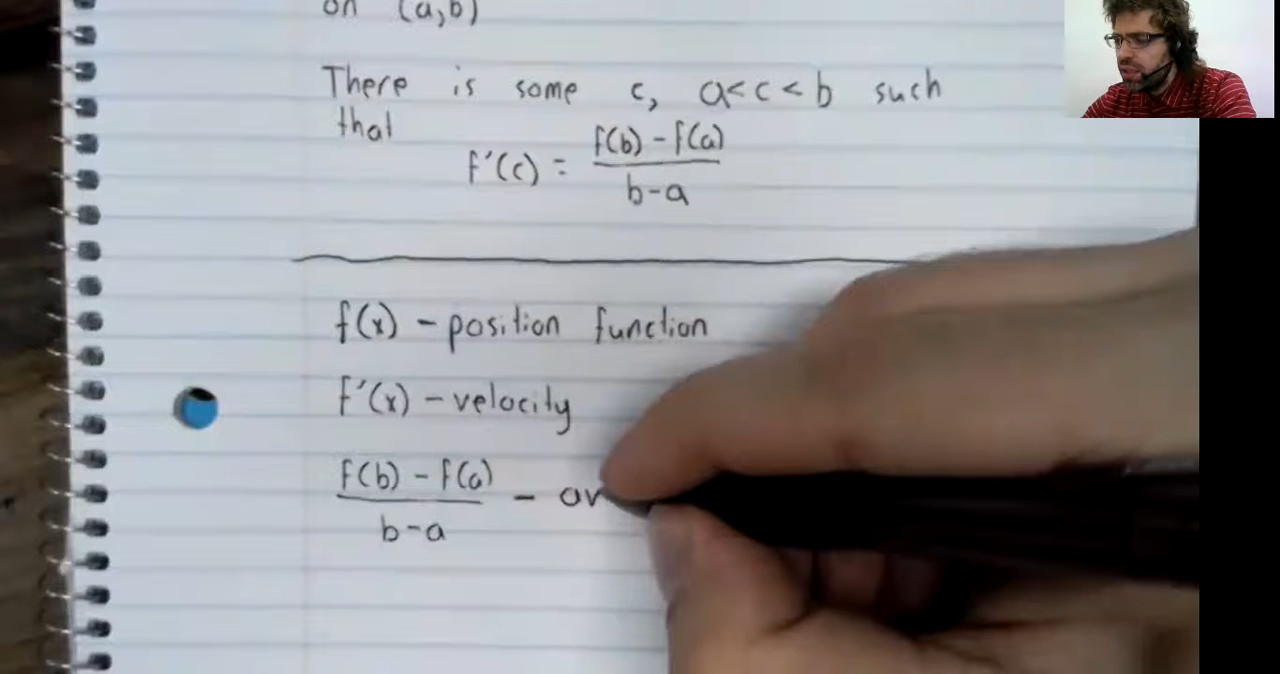 on (a,b)
There is some c, a<c<b such
that
f'(c) = f(b) - f(a) / b-a
f(x) - position function
f'(x) - velocity
f(b) - f(a) / b-a - av